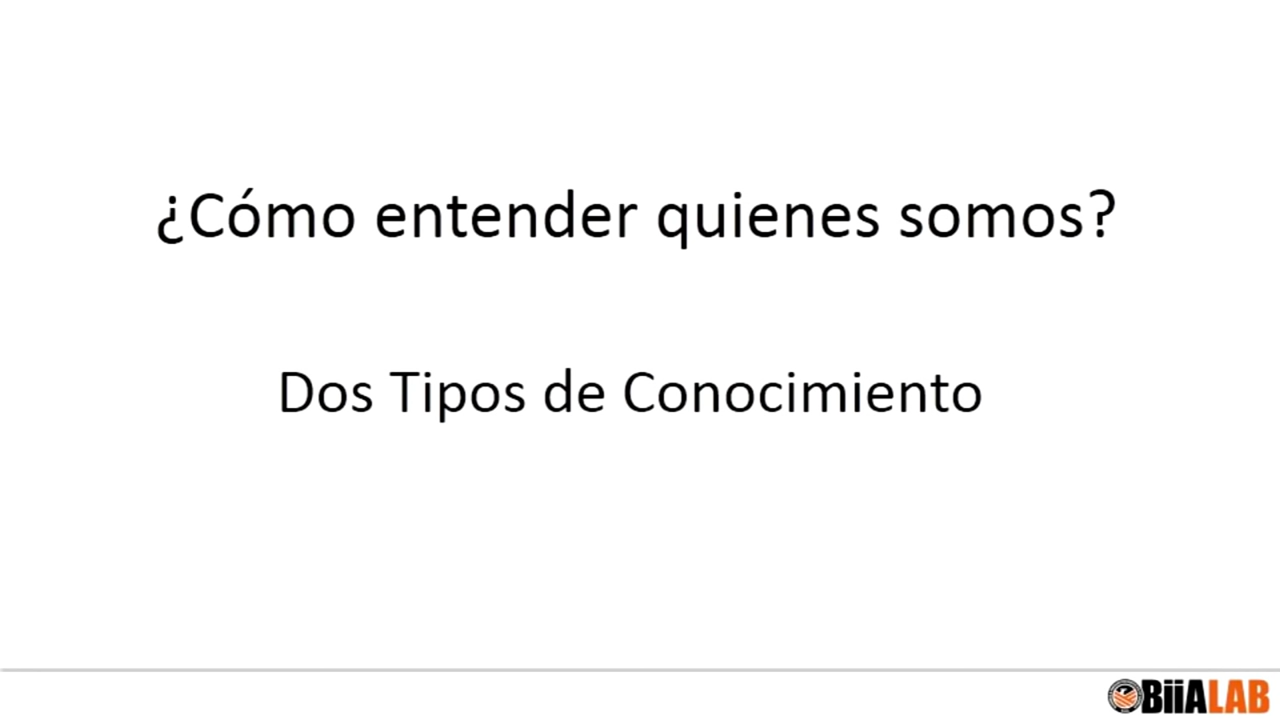 ¿Cómo entender quienes somos?
Dos Tipos de Conocimiento
BiiALAB